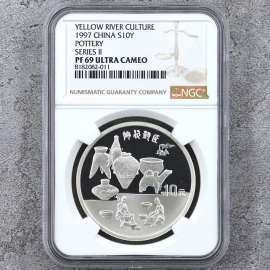 YELLOW RIVER CULTURE
1997 CHINA S10Y
POTTERY
SERIES II
PF 69 ULTRA CAMEO
8182082-011
NUMISMATIC GUARANTY COMPANY
NGC
10元